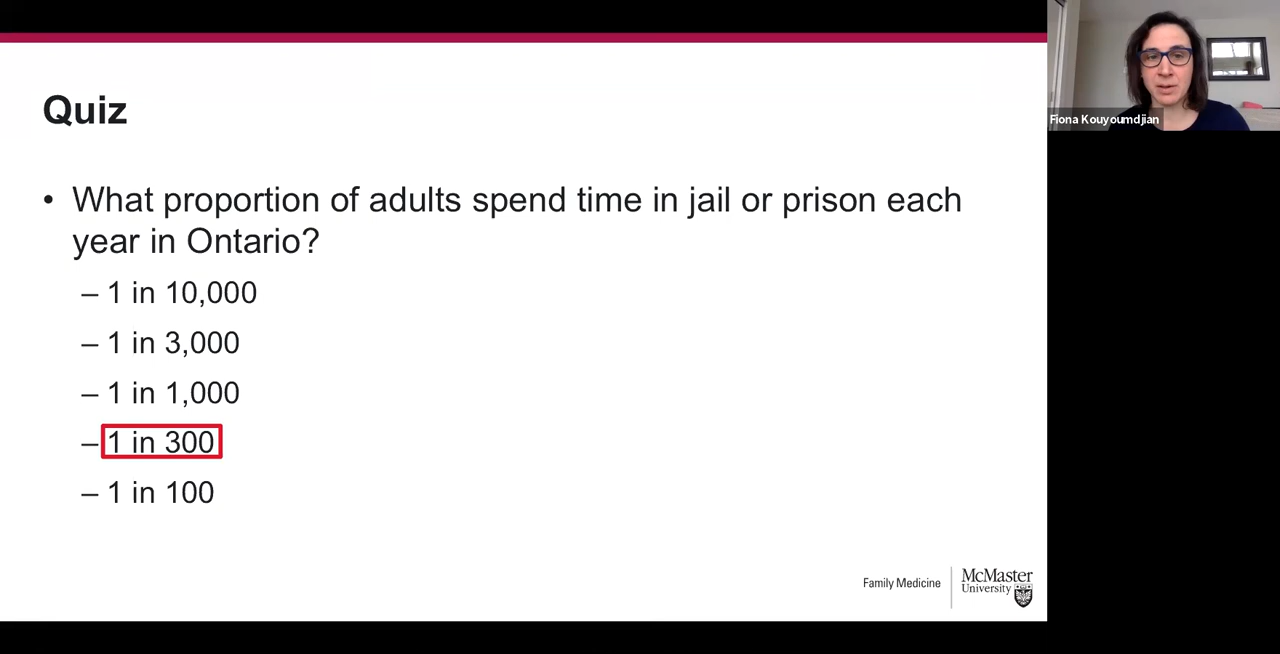 Quiz
• What proportion of adults spend time in jail or prison each
year in Ontario?
– 1 in 10,000
– 1 in 3,000
– 1 in 1,000
– 1 in 300
– 1 in 100
Family Medicine
McMaster
University
Fiona Kouyoumdjian